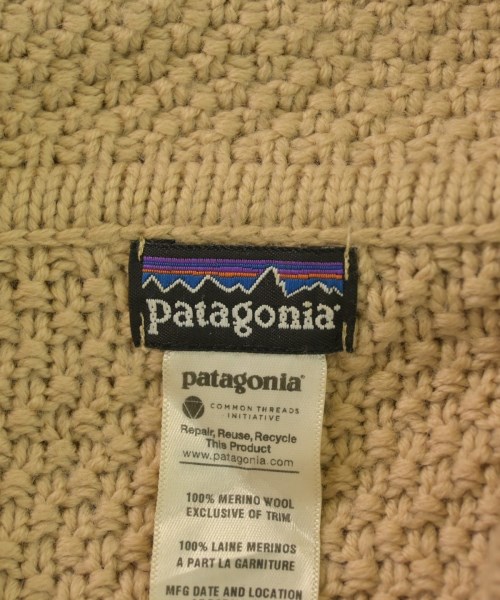 patagonia®
patagonia®
COMMON THREADS
INITIATIVE
Repair, Reuse, Recycle
This Product
www.patagonia.com
100% MERINO WOOL
EXCLUSIVE OF TRIM
100% LAINE MERINOS
A PART LA GARNITURE
MFG DATE AND LOCATION